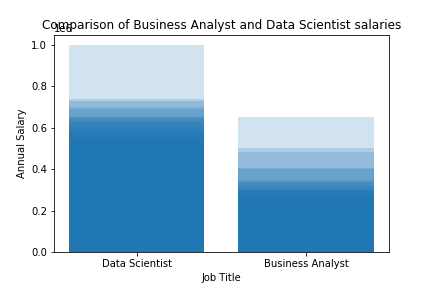 Comparison of Business Analyst and Data Scientist salaries
1e6
1.0
0.8
0.6
0.4
0.2
0.0
Annual Salary
Data Scientist
Business Analyst
Job Title